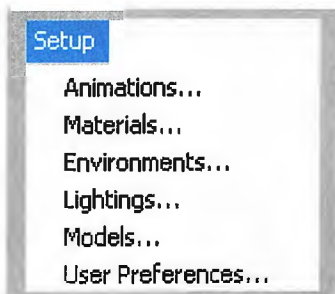 Setup
Animations...
Materials...
Environments...
Lightings...
Models...
User Preferences...